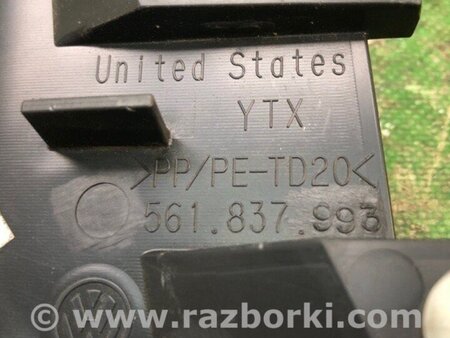 United States
YTX
>PP/PE-TD20<
561.837.993
© www.razborki.com